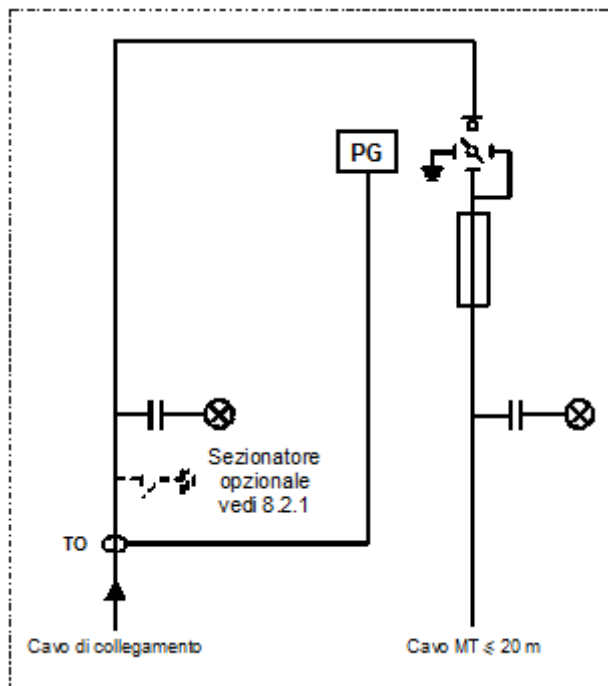 PG
Sezionatore
opzionale
vedi 8.2.1
TO
Cavo di collegamento
Cavo MT ⩽ 20 m